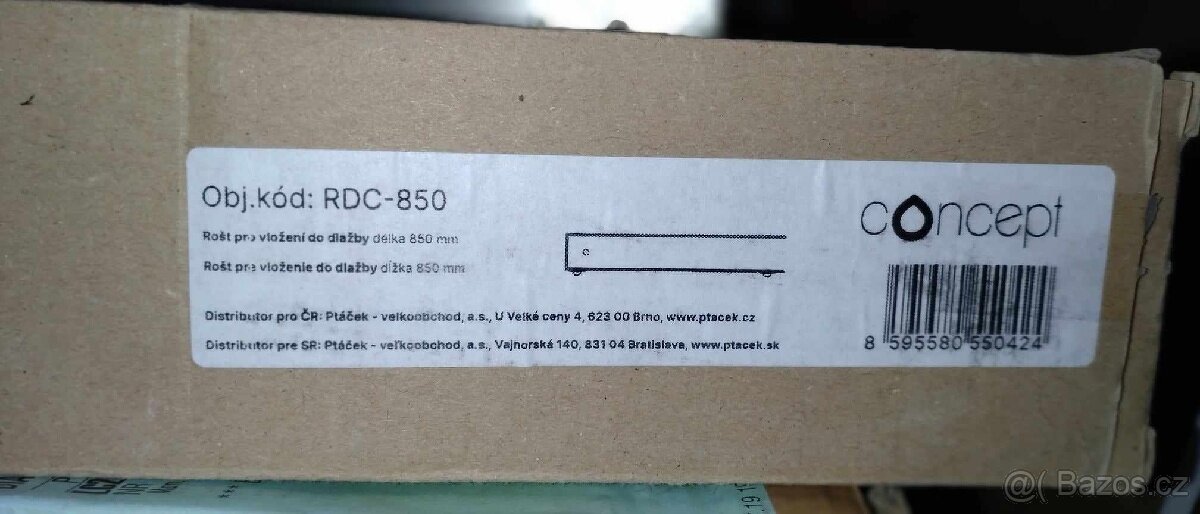 Obj.kód: RDC-850
Rošt pro vložení do dlažby délka 850 mm
Rošt pre vloženie do dlažby dĺžka 850 mm
Distributor pro ČR: Ptáček - velkoobchod, a.s., U Velké ceny 4, 623 00 Brno, www.ptacek.cz
Distributor pre SR: Ptáček - veľkoobchod, a.s., Vajnorská 140, 831 04 Bratislava, www.ptacek.sk
concept
8 595580 550424
@( Bazos.cz